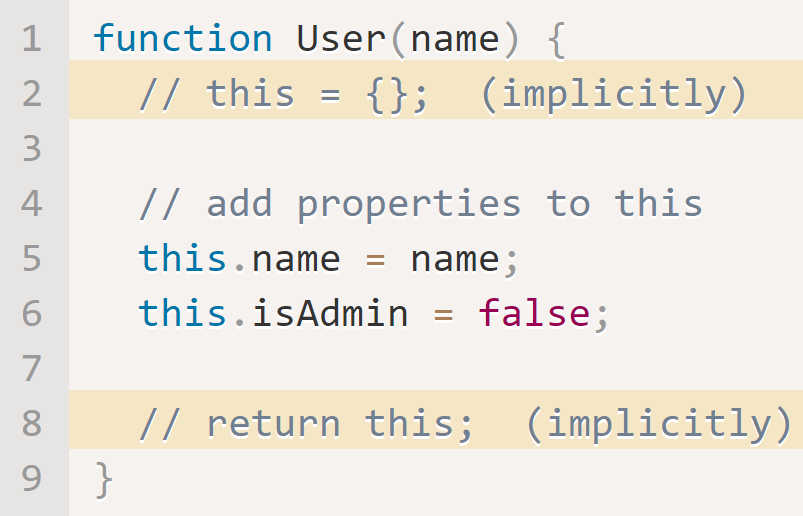 1 function User(name) {
2   // this = {};  (implicitly)
3
4   // add properties to this
5   this.name = name;
6   this.isAdmin = false;
7
8   // return this;  (implicitly)
9 }